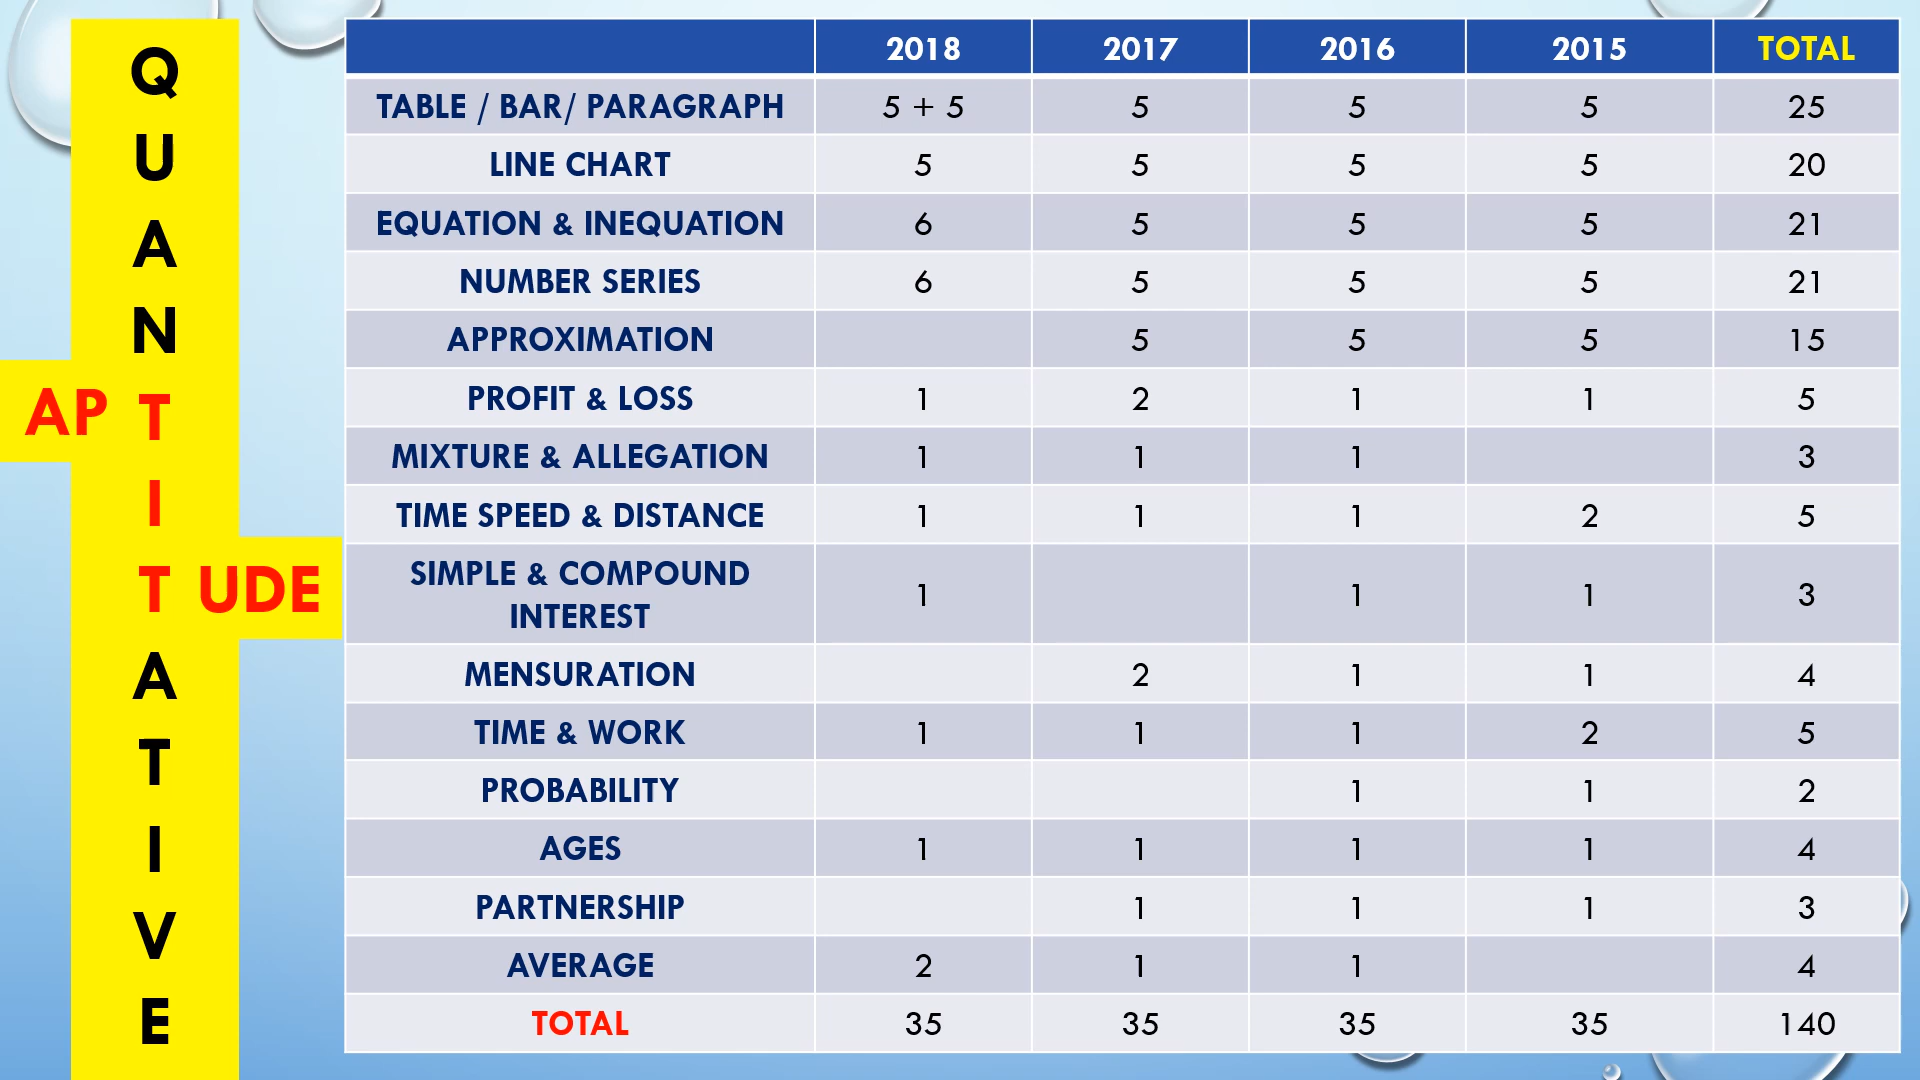 QUANTITATIVE
AP UDE
2018 2017 2016 2015 TOTAL
TABLE / BAR/ PARAGRAPH 5 + 5 5 5 5 25
LINE CHART 5 5 5 5 20
EQUATION & INEQUATION 6 5 5 5 21
NUMBER SERIES 6 5 5 5 21
APPROXIMATION 5 5 5 15
PROFIT & LOSS 1 2 1 1 5
MIXTURE & ALLEGATION 1 1 1 3
TIME SPEED & DISTANCE 1 1 1 2 5
SIMPLE & COMPOUND
INTEREST 1 1 1 3
MENSURATION 2 1 1 4
TIME & WORK 1 1 1 2 5
PROBABILITY 1 1 2
AGES 1 1 1 1 4
PARTNERSHIP 1 1 1 3
AVERAGE 2 1 1 4
TOTAL 35 35 35 35 140